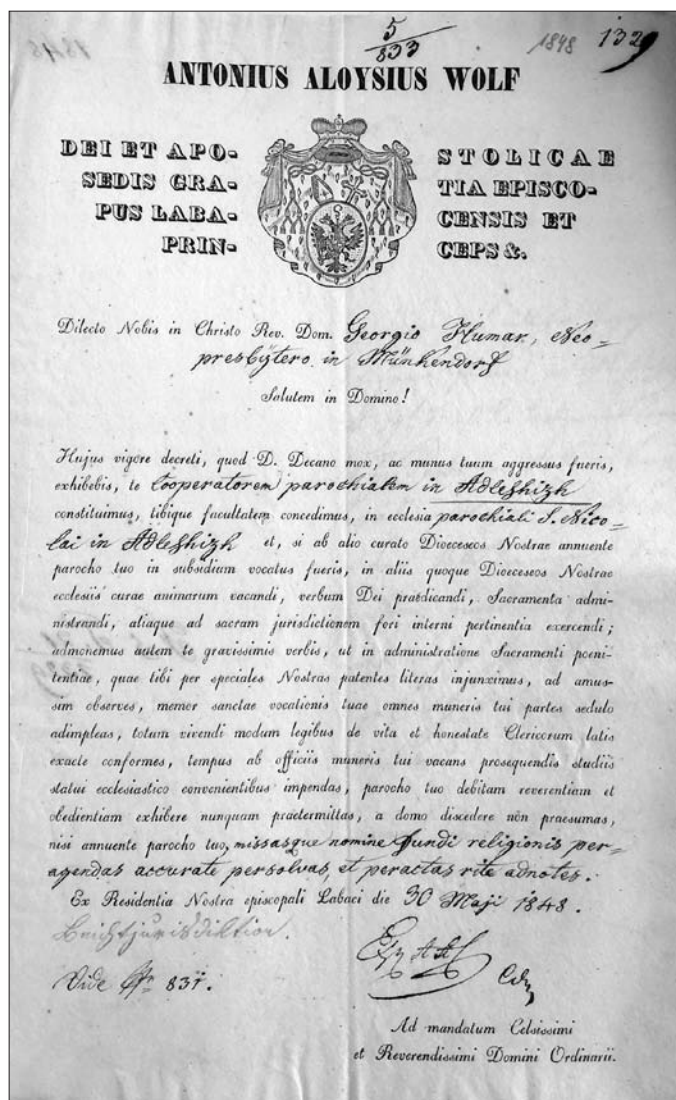 5
833
1848 132
ANTONIUS ALOYSIUS WOLF
DEI ET APO- STOLICAE
SEDIS GRA- TIA EPISCO-
PUS LABA- CENSIS ET
PRIN- CEPS &.
Dilecto Nobis in Christo Rev. Dom. Georgio Humar, Neo-
presbÿtero in Münkendorf
Salutem in Domino!
Hujus vigore decreti, quod D. Decano mox, ac munus tuum aggressus fueris,
exhibebis, te Cooperatorem parochialem in Adleshizh
constituimus, tibique facultatem concedimus, in ecclesia parochiali S. Nico-
lai in Adleshizh et, si ab alio curato Dioeceseos Nostrae annuente
parocho tuo in subsidium vocatus fueris, in aliis quoque Dioeceseos Nostrae
ecclesiis curae animarum vacandi, verbum Dei praedicandi, Sacramenta admi-
nistrandi, aliaque ad sacram jurisdictionem fori interni pertinentia exercendi;
admonemus autem te gravissimis verbis, ut in administratione Sacramenti poeni-
tentiae, quae tibi per speciales Nostras patentes literas injunximus, ad amus-
sim observes, memor sanctae vocationis tuae omnes muneris tui partes sedulo
adimpleas, totum vivendi modum legibus de vita et honestate Clericorum latis
exacte conformes, tempus ab officiis muneris tui vacans prosequendis studiis
statui ecclesiastico convenientibus impendas, parocho tuo debitam reverentiam et
obedientiam exhibere nunquam praetermittas, a domo discedere non praesumas,
nisi annuente parocho tuo, missasque nomine fundi religionis per-
agendas accurate persolvas, et peractas rite adnotes.
Ex Residentia Nostra episcopali Labaci die 30 Maji 1848.
Beichtjurisdiktion.
Vide 831.
Ad mandatum Celsissimi
et Reverendissimi Domini Ordinarii.